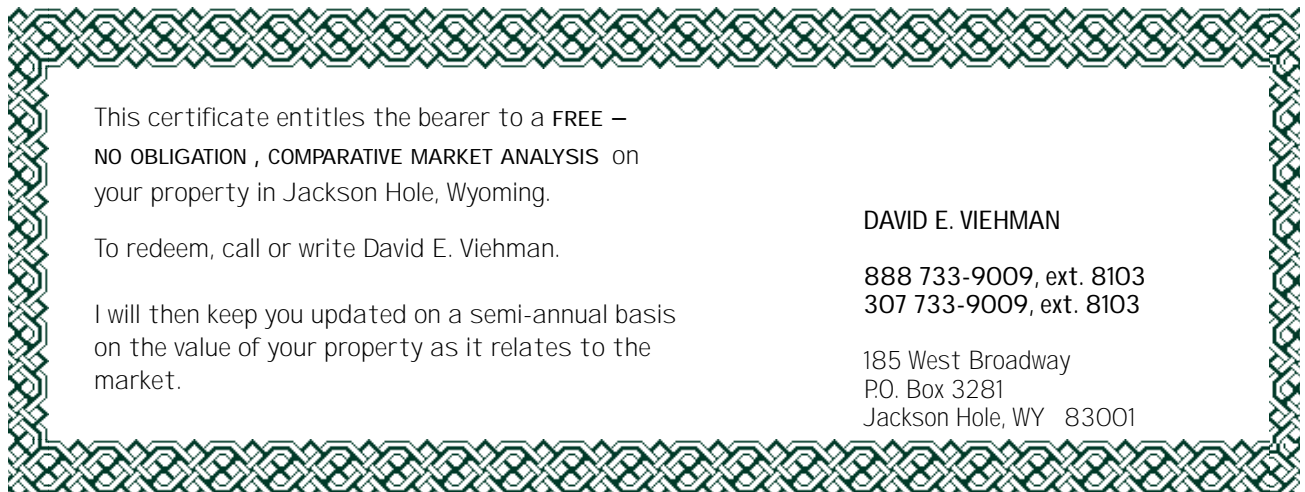 This certificate entitles the bearer to a FREE –
NO OBLIGATION , COMPARATIVE MARKET ANALYSIS on
your property in Jackson Hole, Wyoming.
To redeem, call or write David E. Viehman.
I will then keep you updated on a semi-annual basis
on the value of your property as it relates to the
market.
DAVID E. VIEHMAN
888 733-9009, ext. 8103
307 733-9009, ext. 8103
185 West Broadway
P.O. Box 3281
Jackson Hole, WY 83001